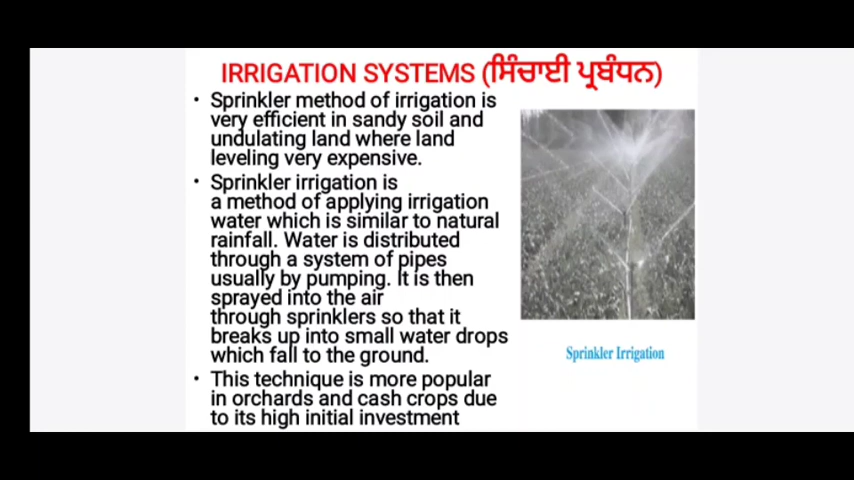 IRRIGATION SYSTEMS (ਸਿੰਚਾਈ ਪ੍ਰਬੰਧਨ)
• Sprinkler method of irrigation is
very efficient in sandy soil and
undulating land where land
leveling very expensive.
• Sprinkler irrigation is
a method of applying irrigation
water which is similar to natural
rainfall. Water is distributed
through a system of pipes
usually by pumping. It is then
sprayed into the air
through sprinklers so that it
breaks up into small water drops
which fall to the ground.
• This technique is more popular
in orchards and cash crops due
to its high initial investment
Sprinkler Irrigation